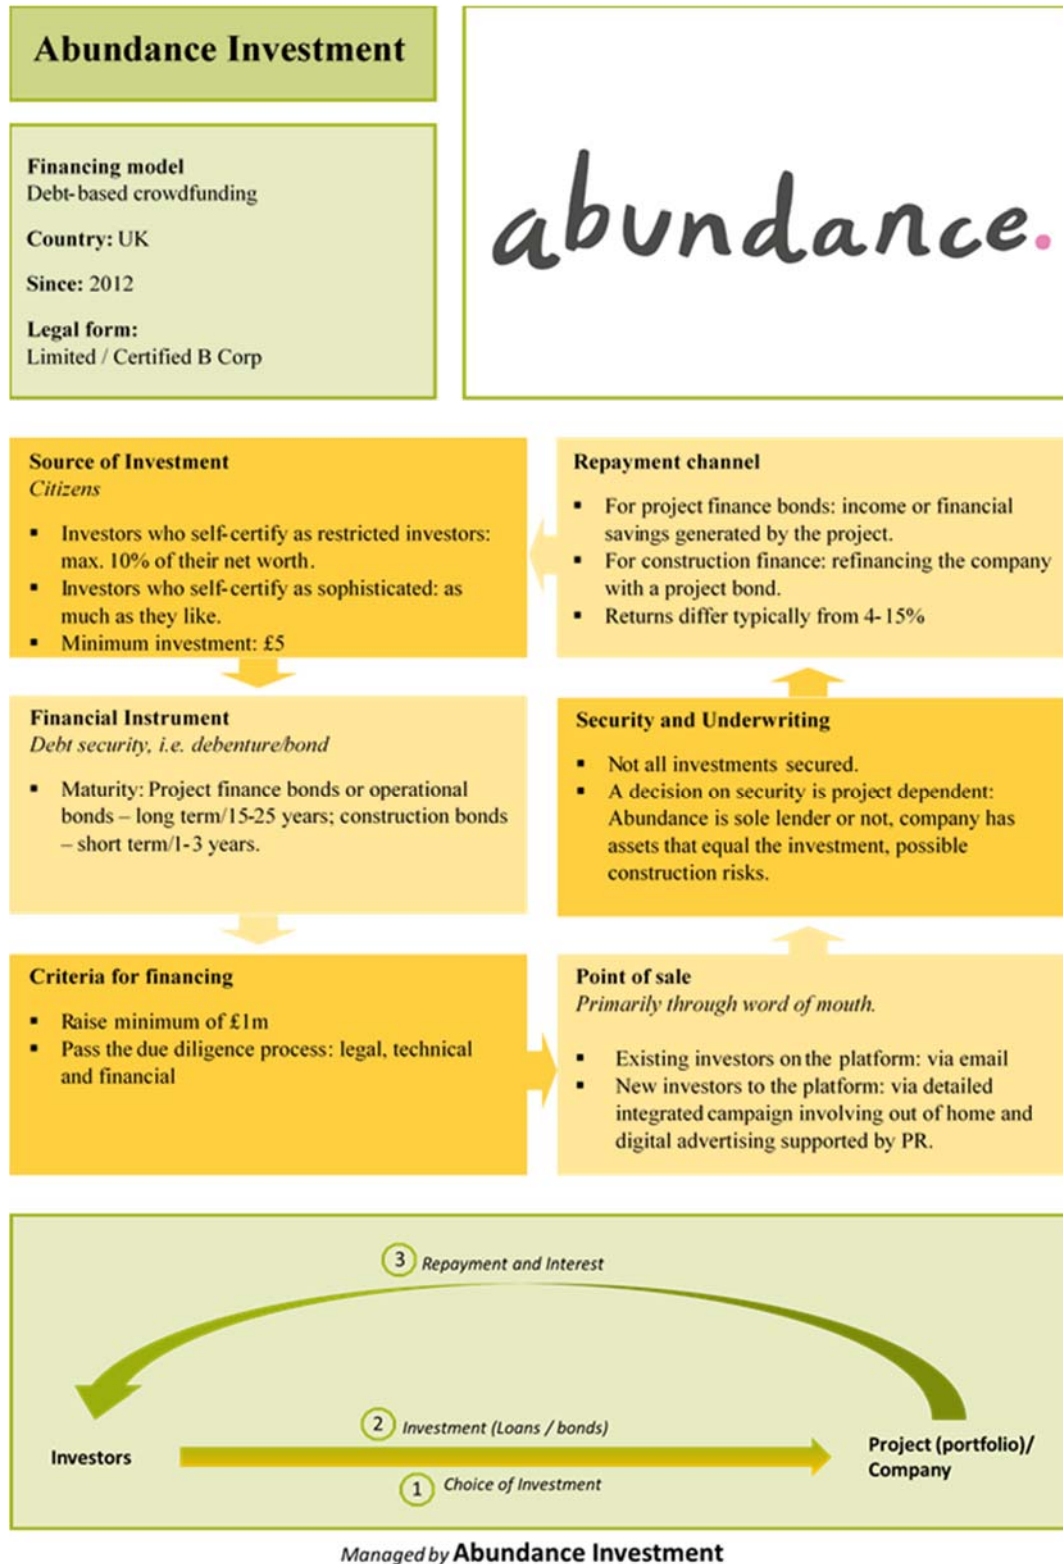 Abundance Investment
Financing model
Debt-based crowdfunding
Country: UK
Since: 2012
Legal form:
Limited / Certified B Corp
abundance.
Source of Investment
Citizens
▪ Investors who self-certify as restricted investors:
max. 10% of their net worth.
▪ Investors who self-certify as sophisticated: as
much as they like.
▪ Minimum investment: £5
Financial Instrument
Debt security, i.e. debenture/bond
▪ Maturity: Project finance bonds or operational
bonds – long term/15-25 years; construction bonds
– short term/1-3 years.
Criteria for financing
▪ Raise minimum of £1m
▪ Pass the due diligence process: legal, technical
and financial
Point of sale
Primarily through word of mouth.
▪ Existing investors on the platform: via email
▪ New investors to the platform: via detailed
integrated campaign involving out of home and
digital advertising supported by PR.
Security and Underwriting
▪ Not all investments secured.
▪ A decision on security is project dependent:
Abundance is sole lender or not, company has
assets that equal the investment, possible
construction risks.
Repayment channel
▪ For project finance bonds: income or financial
savings generated by the project.
▪ For construction finance: refinancing the company
with a project bond.
▪ Returns differ typically from 4-15%
3 Repayment and Interest
2 Investment (Loans / bonds)
Investors
Project (portfolio)/
Company
1 Choice of Investment
Managed by Abundance Investment